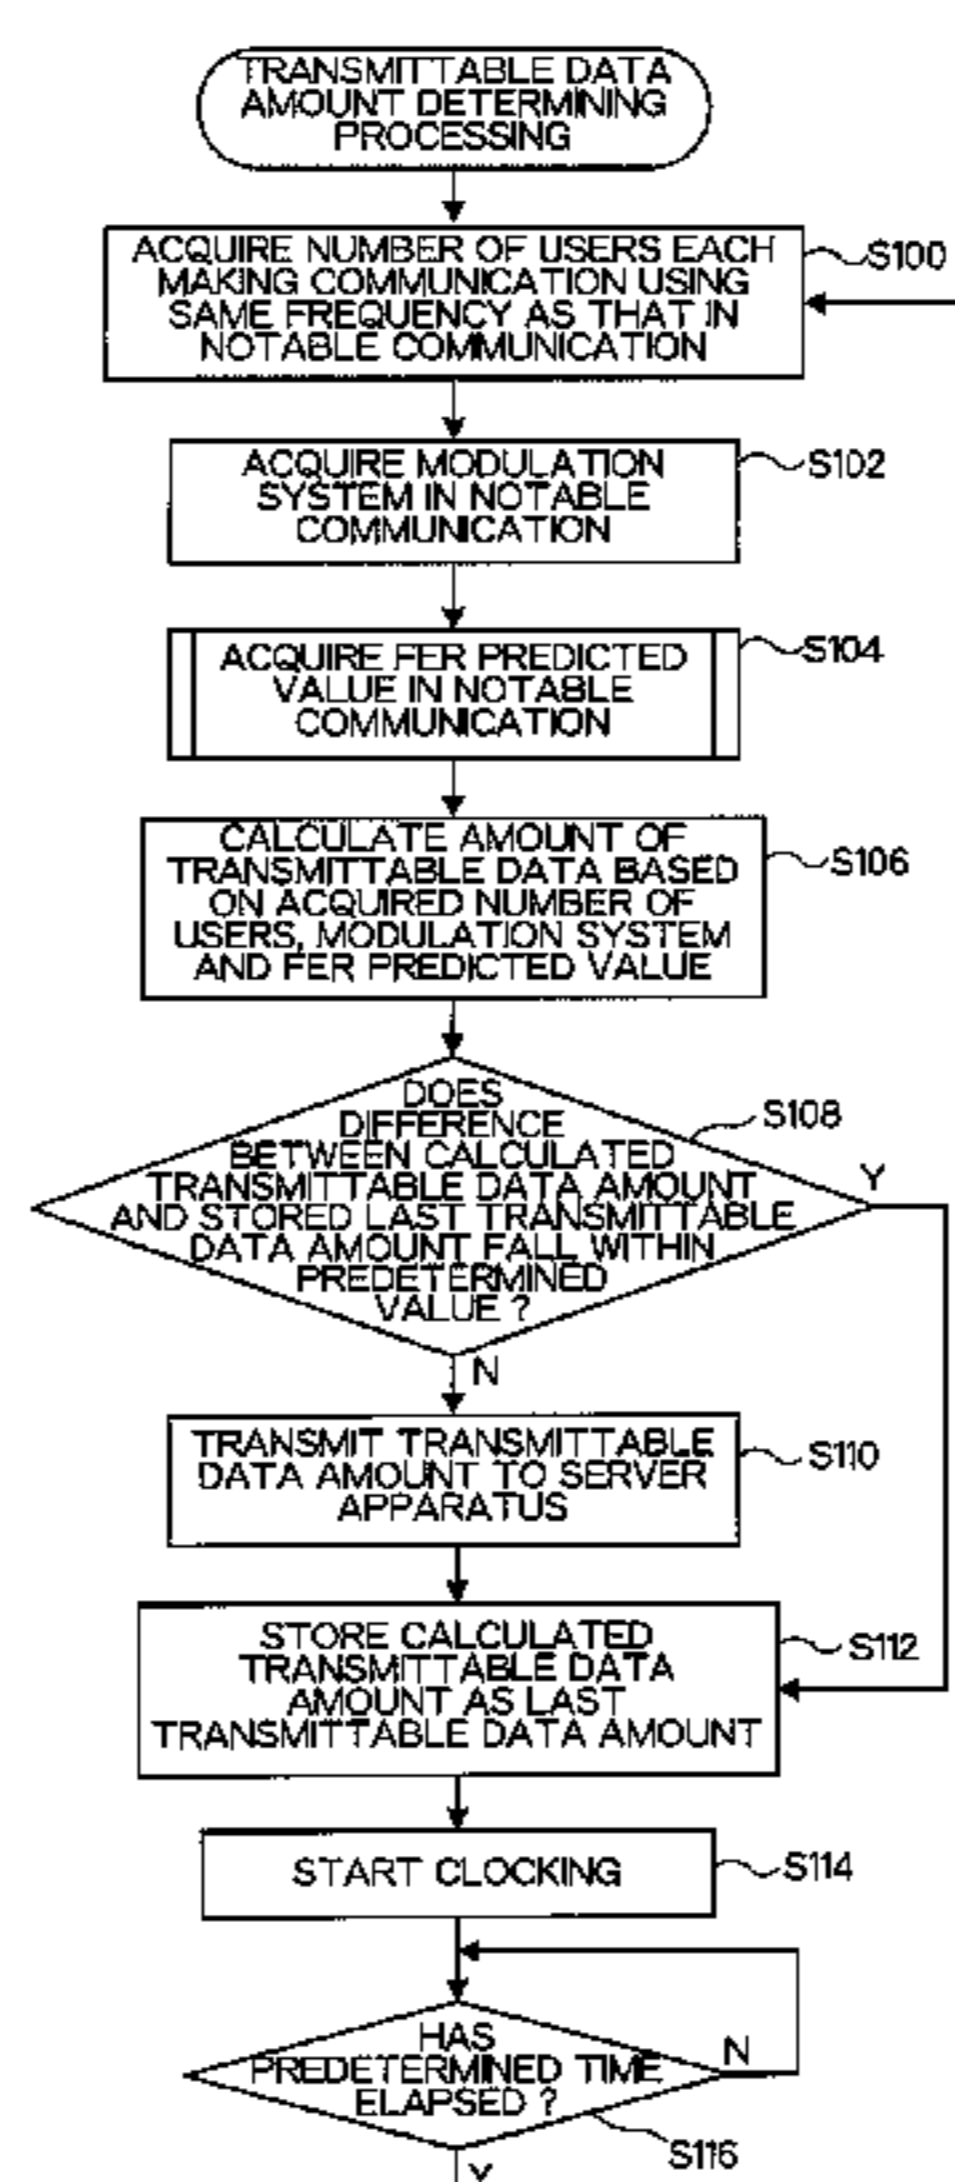 TRANSMITTABLE DATA
AMOUNT DETERMINING
PROCESSING
ACQUIRE NUMBER OF USERS EACH
MAKING COMMUNICATION USING
SAME FREQUENCY AS THAT IN
NOTABLE COMMUNICATION
S100
ACQUIRE MODULATION
SYSTEM IN NOTABLE
COMMUNICATION
S102
ACQUIRE FER PREDICTED
VALUE IN NOTABLE
COMMUNICATION
S104
CALCULATE AMOUNT OF
TRANSMITTABLE DATA BASED
ON ACQUIRED NUMBER OF
USERS, MODULATION SYSTEM
AND FER PREDICTED VALUE
S106
DOES
DIFFERENCE
BETWEEN CALCULATED
TRANSMITTABLE DATA AMOUNT
AND STORED LAST TRANSMITTABLE
DATA AMOUNT FALL WITHIN
PREDETERMINED
VALUE ?
S108
Y
N
TRANSMIT TRANSMITTABLE
DATA AMOUNT TO SERVER
APPARATUS
S110
STORE CALCULATED
TRANSMITTABLE DATA
AMOUNT AS LAST
TRANSMITTABLE DATA AMOUNT
S112
START CLOCKING
S114
HAS
PREDETERMINED TIME
ELAPSED ?
N
S116
Y